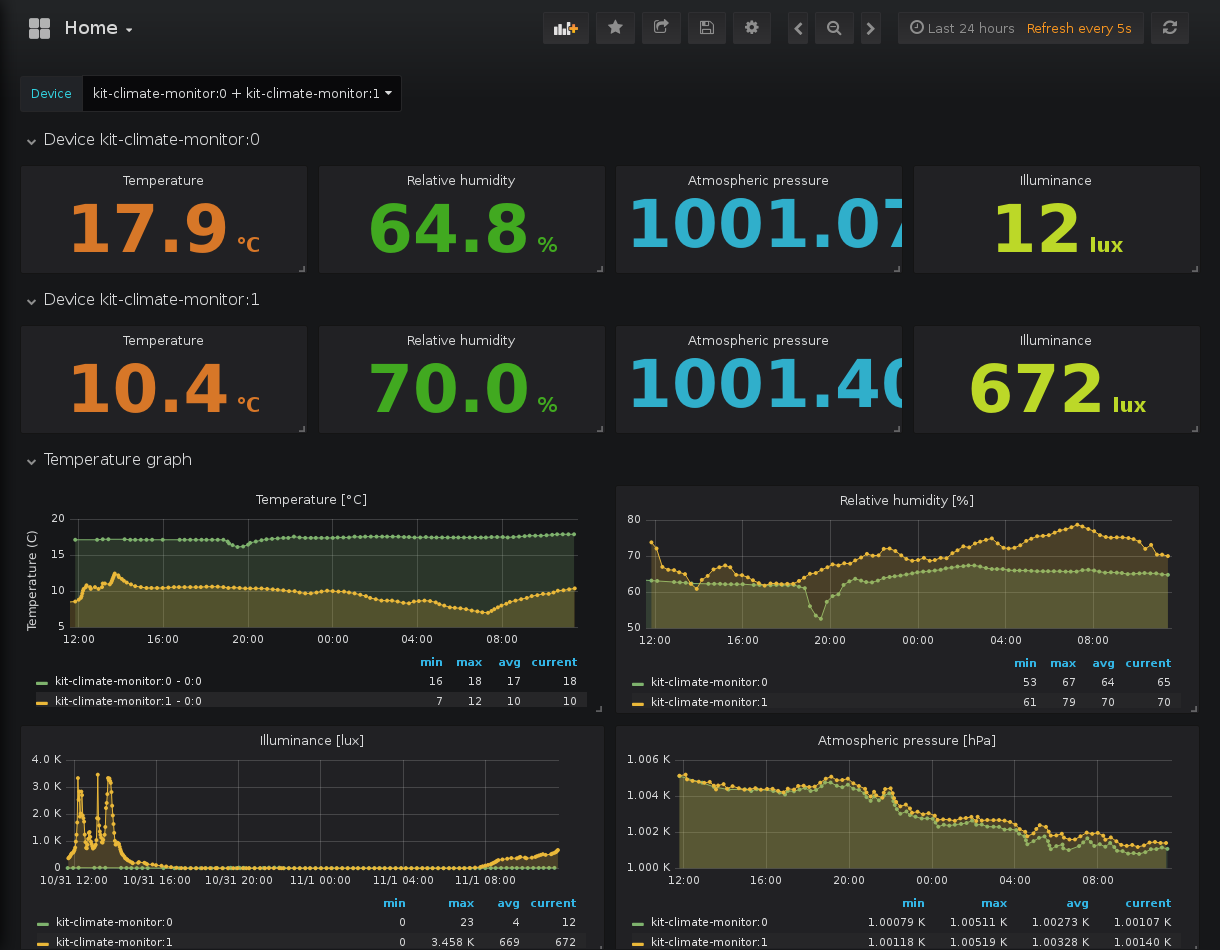 Home
Last 24 hours Refresh every 5s
Device kit-climate-monitor:0 + kit-climate-monitor:1
Device kit-climate-monitor:0
Temperature Relative humidity Atmospheric pressure Illuminance
17.9 °C 64.8 % 1001.07 12 lux
Device kit-climate-monitor:1
Temperature Relative humidity Atmospheric pressure Illuminance
10.4 °C 70.0 % 1001.40 672 lux
Temperature graph
Temperature [°C]
Temperature (C)
20
15
10
5
12:00 16:00 20:00 00:00 04:00 08:00
min max avg current
kit-climate-monitor:0 - 0:0 16 18 17 18
kit-climate-monitor:1 - 0:0 7 12 10 10
Relative humidity [%]
80
70
60
50
12:00 16:00 20:00 00:00 04:00 08:00
min max avg current
kit-climate-monitor:0 53 67 64 65
kit-climate-monitor:1 61 79 70 70
Illuminance [lux]
4.0 K
3.0 K
2.0 K
1.0 K
0
10/31 12:00 10/31 16:00 10/31 20:00 11/1 00:00 11/1 04:00 11/1 08:00
min max avg current
kit-climate-monitor:0 0 23 4 12
kit-climate-monitor:1 0 3.458 K 669 672
Atmospheric pressure [hPa]
1.006 K
1.004 K
1.002 K
1.000 K
12:00 16:00 20:00 00:00 04:00 08:00
min max avg current
kit-climate-monitor:0 1.00079 K 1.00511 K 1.00273 K 1.00107 K
kit-climate-monitor:1 1.00118 K 1.00519 K 1.00328 K 1.00140 K